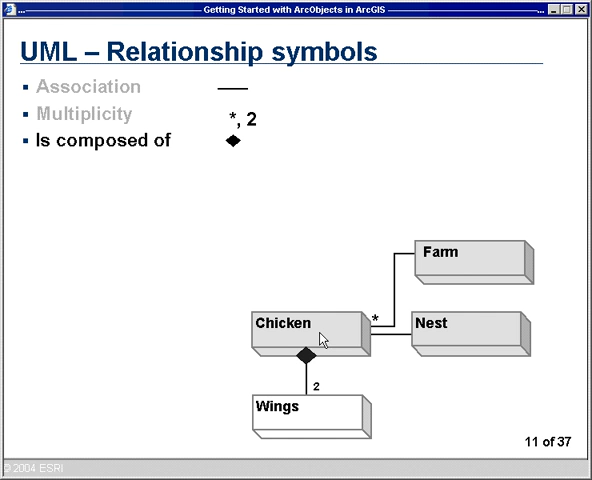 Getting Started with ArcObjects in ArcGIS
UML – Relationship symbols
Association
Multiplicity *, 2
Is composed of
Farm
Chicken * Nest
2
Wings
11 of 37
© 2004 ESRI